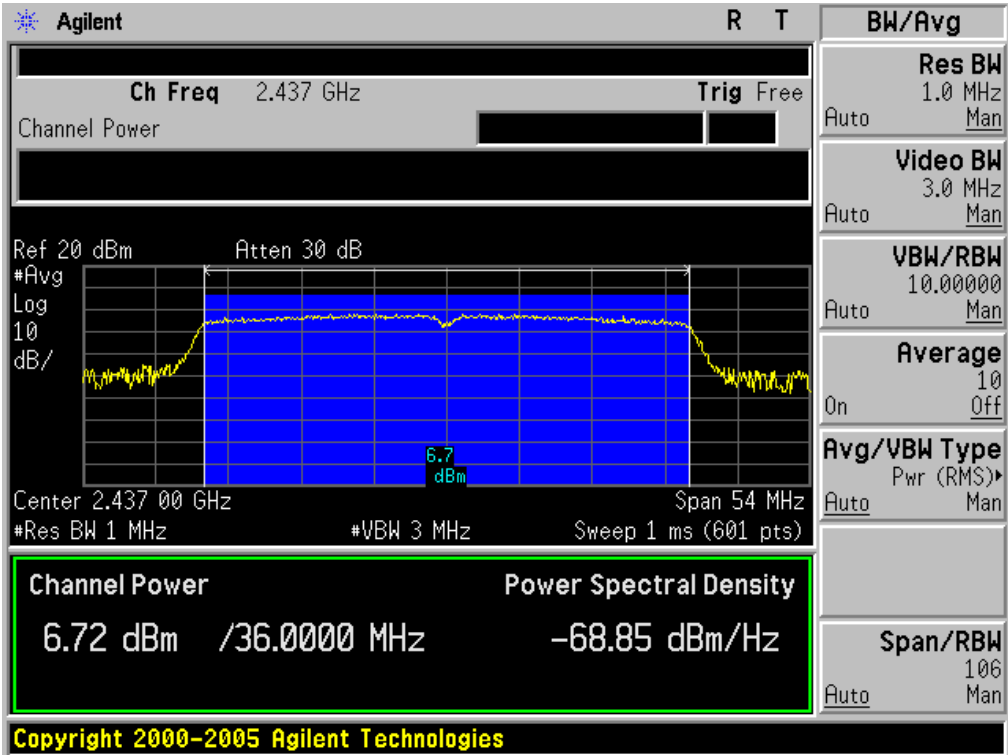 Agilent R T
BW/Avg
Ch Freq 2.437 GHz Trig Free
Channel Power
Ref 20 dBm Atten 30 dB
#Avg
Log
10
dB/
6.7
dBm
Center 2.437 00 GHz Span 54 MHz
#Res BW 1 MHz #VBW 3 MHz Sweep 1 ms (601 pts)
Channel Power Power Spectral Density
6.72 dBm /36.0000 MHz -68.85 dBm/Hz
Res BW
1.0 MHz
Auto Man
Video BW
3.0 MHz
Auto Man
VBW/RBW
10.00000
Auto Man
Average
10
On Off
Avg/VBW Type
Pwr (RMS)▸
Auto Man
Span/RBW
106
Auto Man
Copyright 2000-2005 Agilent Technologies